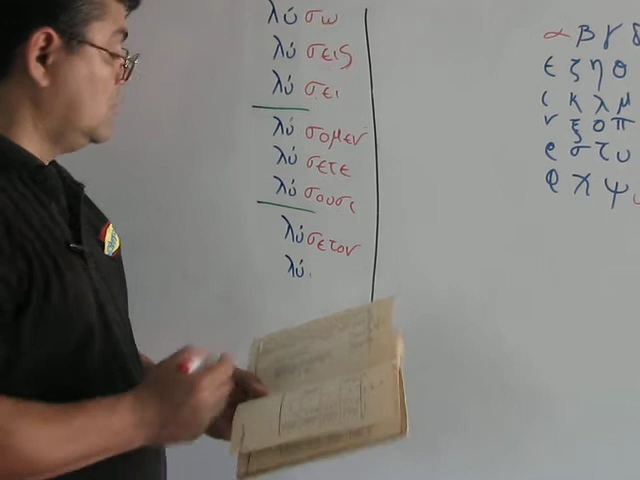 λύσω
λύσεις
λύσει
λύσομεν
λύσετε
λύσουσι
λύσετον
λύ.
α β γ δ
ε ζ η θ
ι κ λ μ
ν ξ ο π
ρ σ τ υ
φ χ ψ